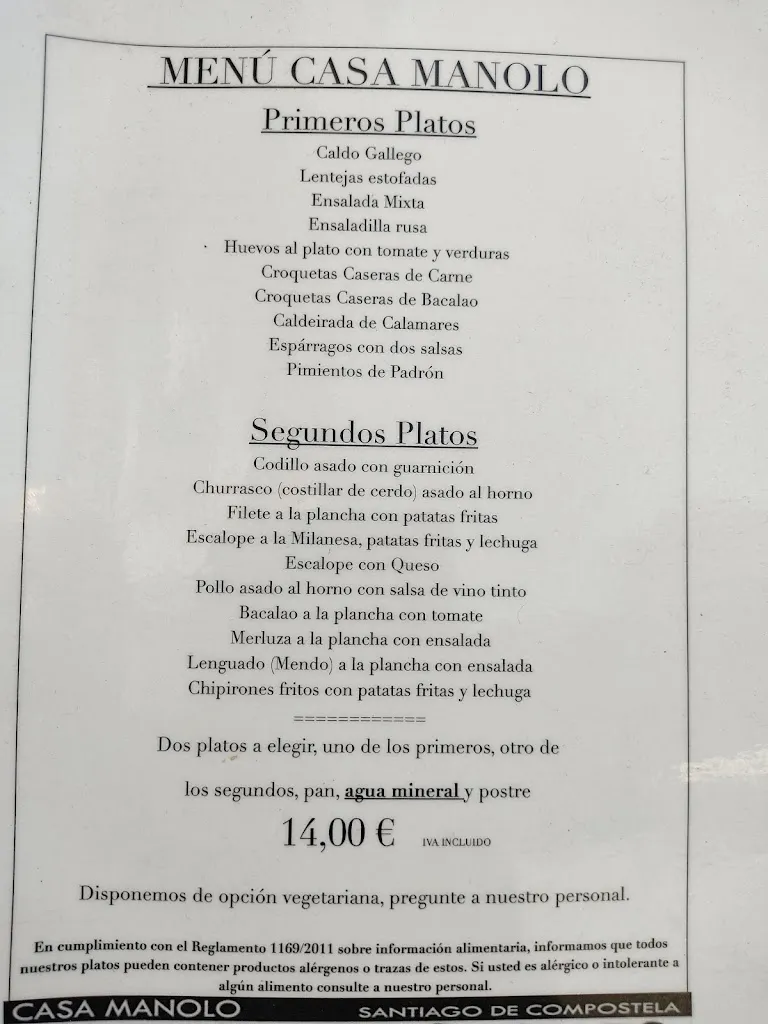 MENÚ CASA MANOLO
Primeros Platos
Caldo Gallego
Lentejas estofadas
Ensalada Mixta
Ensaladilla rusa
· Huevos al plato con tomate y verduras
Croquetas Caseras de Carne
Croquetas Caseras de Bacalao
Caldeirada de Calamares
Espárragos con dos salsas
Pimientos de Padrón
Segundos Platos
Codillo asado con guarnición
Churrasco (costillar de cerdo) asado al horno
Filete a la plancha con patatas fritas
Escalope a la Milanesa, patatas fritas y lechuga
Escalope con Queso
Pollo asado al horno con salsa de vino tinto
Bacalao a la plancha con tomate
Merluza a la plancha con ensalada
Lenguado (Mendo) a la plancha con ensalada
Chipirones fritos con patatas fritas y lechuga
============
Dos platos a elegir, uno de los primeros, otro de
los segundos, pan, agua mineral y postre
14,00 € IVA INCLUIDO
Disponemos de opción vegetariana, pregunte a nuestro personal.
En cumplimiento con el Reglamento 1169/2011 sobre información alimentaria, informamos que todos
nuestros platos pueden contener productos alérgenos o trazas de estos. Si usted es alérgico o intolerante a
algún alimento consulte a nuestro personal.
CASA MANOLO SANTIAGO DE COMPOSTELA